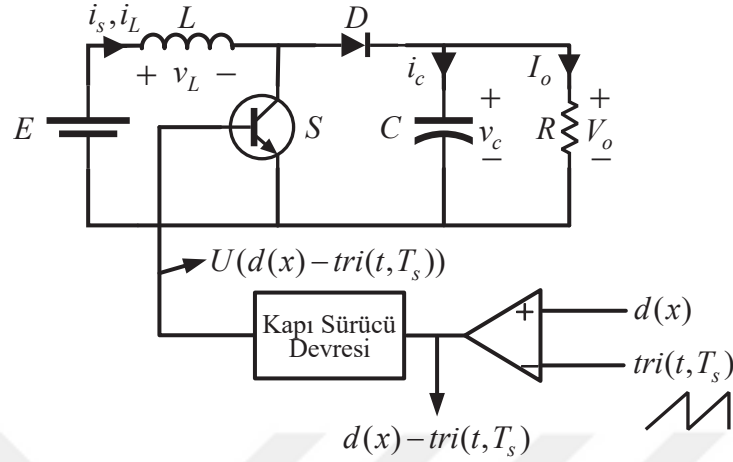 i_s, i_L L D
+ v_L −
i_c I_o
E S C + v_c − R + V_o −
U(d(x)−tri(t,T_s))
Kapı Sürücü
Devresi
+ d(x)
− tri(t,T_s)
d(x)−tri(t,T_s)